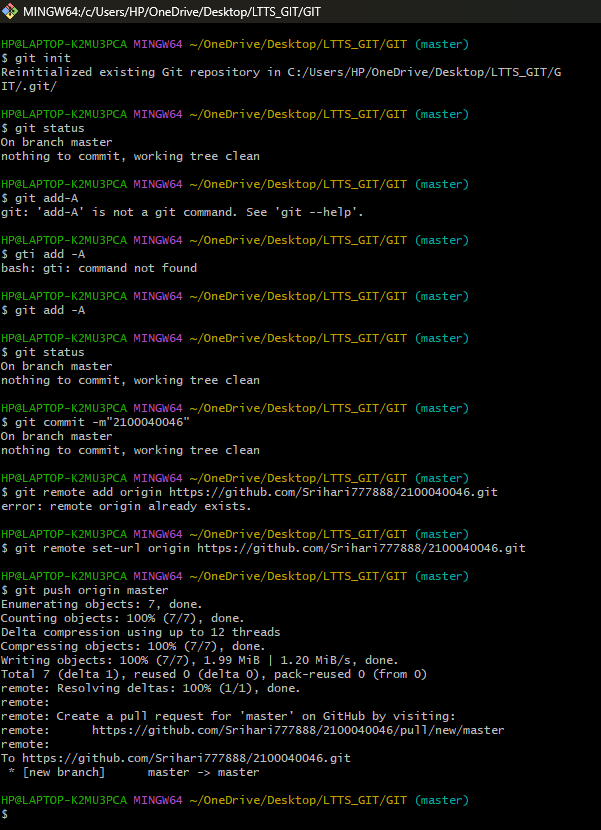 MINGW64:/c/Users/HP/OneDrive/Desktop/LTTS_GIT/GIT
HP@LAPTOP-K2MU3PCA MINGW64 ~/OneDrive/Desktop/LTTS_GIT/GIT (master)
$ git init
Reinitialized existing Git repository in C:/Users/HP/OneDrive/Desktop/LTTS_GIT/G
IT/.git/
HP@LAPTOP-K2MU3PCA MINGW64 ~/OneDrive/Desktop/LTTS_GIT/GIT (master)
$ git status
On branch master
nothing to commit, working tree clean
HP@LAPTOP-K2MU3PCA MINGW64 ~/OneDrive/Desktop/LTTS_GIT/GIT (master)
$ git add-A
git: 'add-A' is not a git command. See 'git --help'.
HP@LAPTOP-K2MU3PCA MINGW64 ~/OneDrive/Desktop/LTTS_GIT/GIT (master)
$ gti add -A
bash: gti: command not found
HP@LAPTOP-K2MU3PCA MINGW64 ~/OneDrive/Desktop/LTTS_GIT/GIT (master)
$ git add -A
HP@LAPTOP-K2MU3PCA MINGW64 ~/OneDrive/Desktop/LTTS_GIT/GIT (master)
$ git status
On branch master
nothing to commit, working tree clean
HP@LAPTOP-K2MU3PCA MINGW64 ~/OneDrive/Desktop/LTTS_GIT/GIT (master)
$ git commit -m"2100040046"
On branch master
nothing to commit, working tree clean
HP@LAPTOP-K2MU3PCA MINGW64 ~/OneDrive/Desktop/LTTS_GIT/GIT (master)
$ git remote add origin https://github.com/Srihari777888/2100040046.git
error: remote origin already exists.
HP@LAPTOP-K2MU3PCA MINGW64 ~/OneDrive/Desktop/LTTS_GIT/GIT (master)
$ git remote set-url origin https://github.com/Srihari777888/2100040046.git
HP@LAPTOP-K2MU3PCA MINGW64 ~/OneDrive/Desktop/LTTS_GIT/GIT (master)
$ git push origin master
Enumerating objects: 7, done.
Counting objects: 100% (7/7), done.
Delta compression using up to 12 threads
Compressing objects: 100% (7/7), done.
Writing objects: 100% (7/7), 1.99 MiB | 1.20 MiB/s, done.
Total 7 (delta 1), reused 0 (delta 0), pack-reused 0 (from 0)
remote: Resolving deltas: 100% (1/1), done.
remote:
remote: Create a pull request for 'master' on GitHub by visiting:
remote:      https://github.com/Srihari777888/2100040046/pull/new/master
remote:
To https://github.com/Srihari777888/2100040046.git
 * [new branch]      master -> master
HP@LAPTOP-K2MU3PCA MINGW64 ~/OneDrive/Desktop/LTTS_GIT/GIT (master)
$